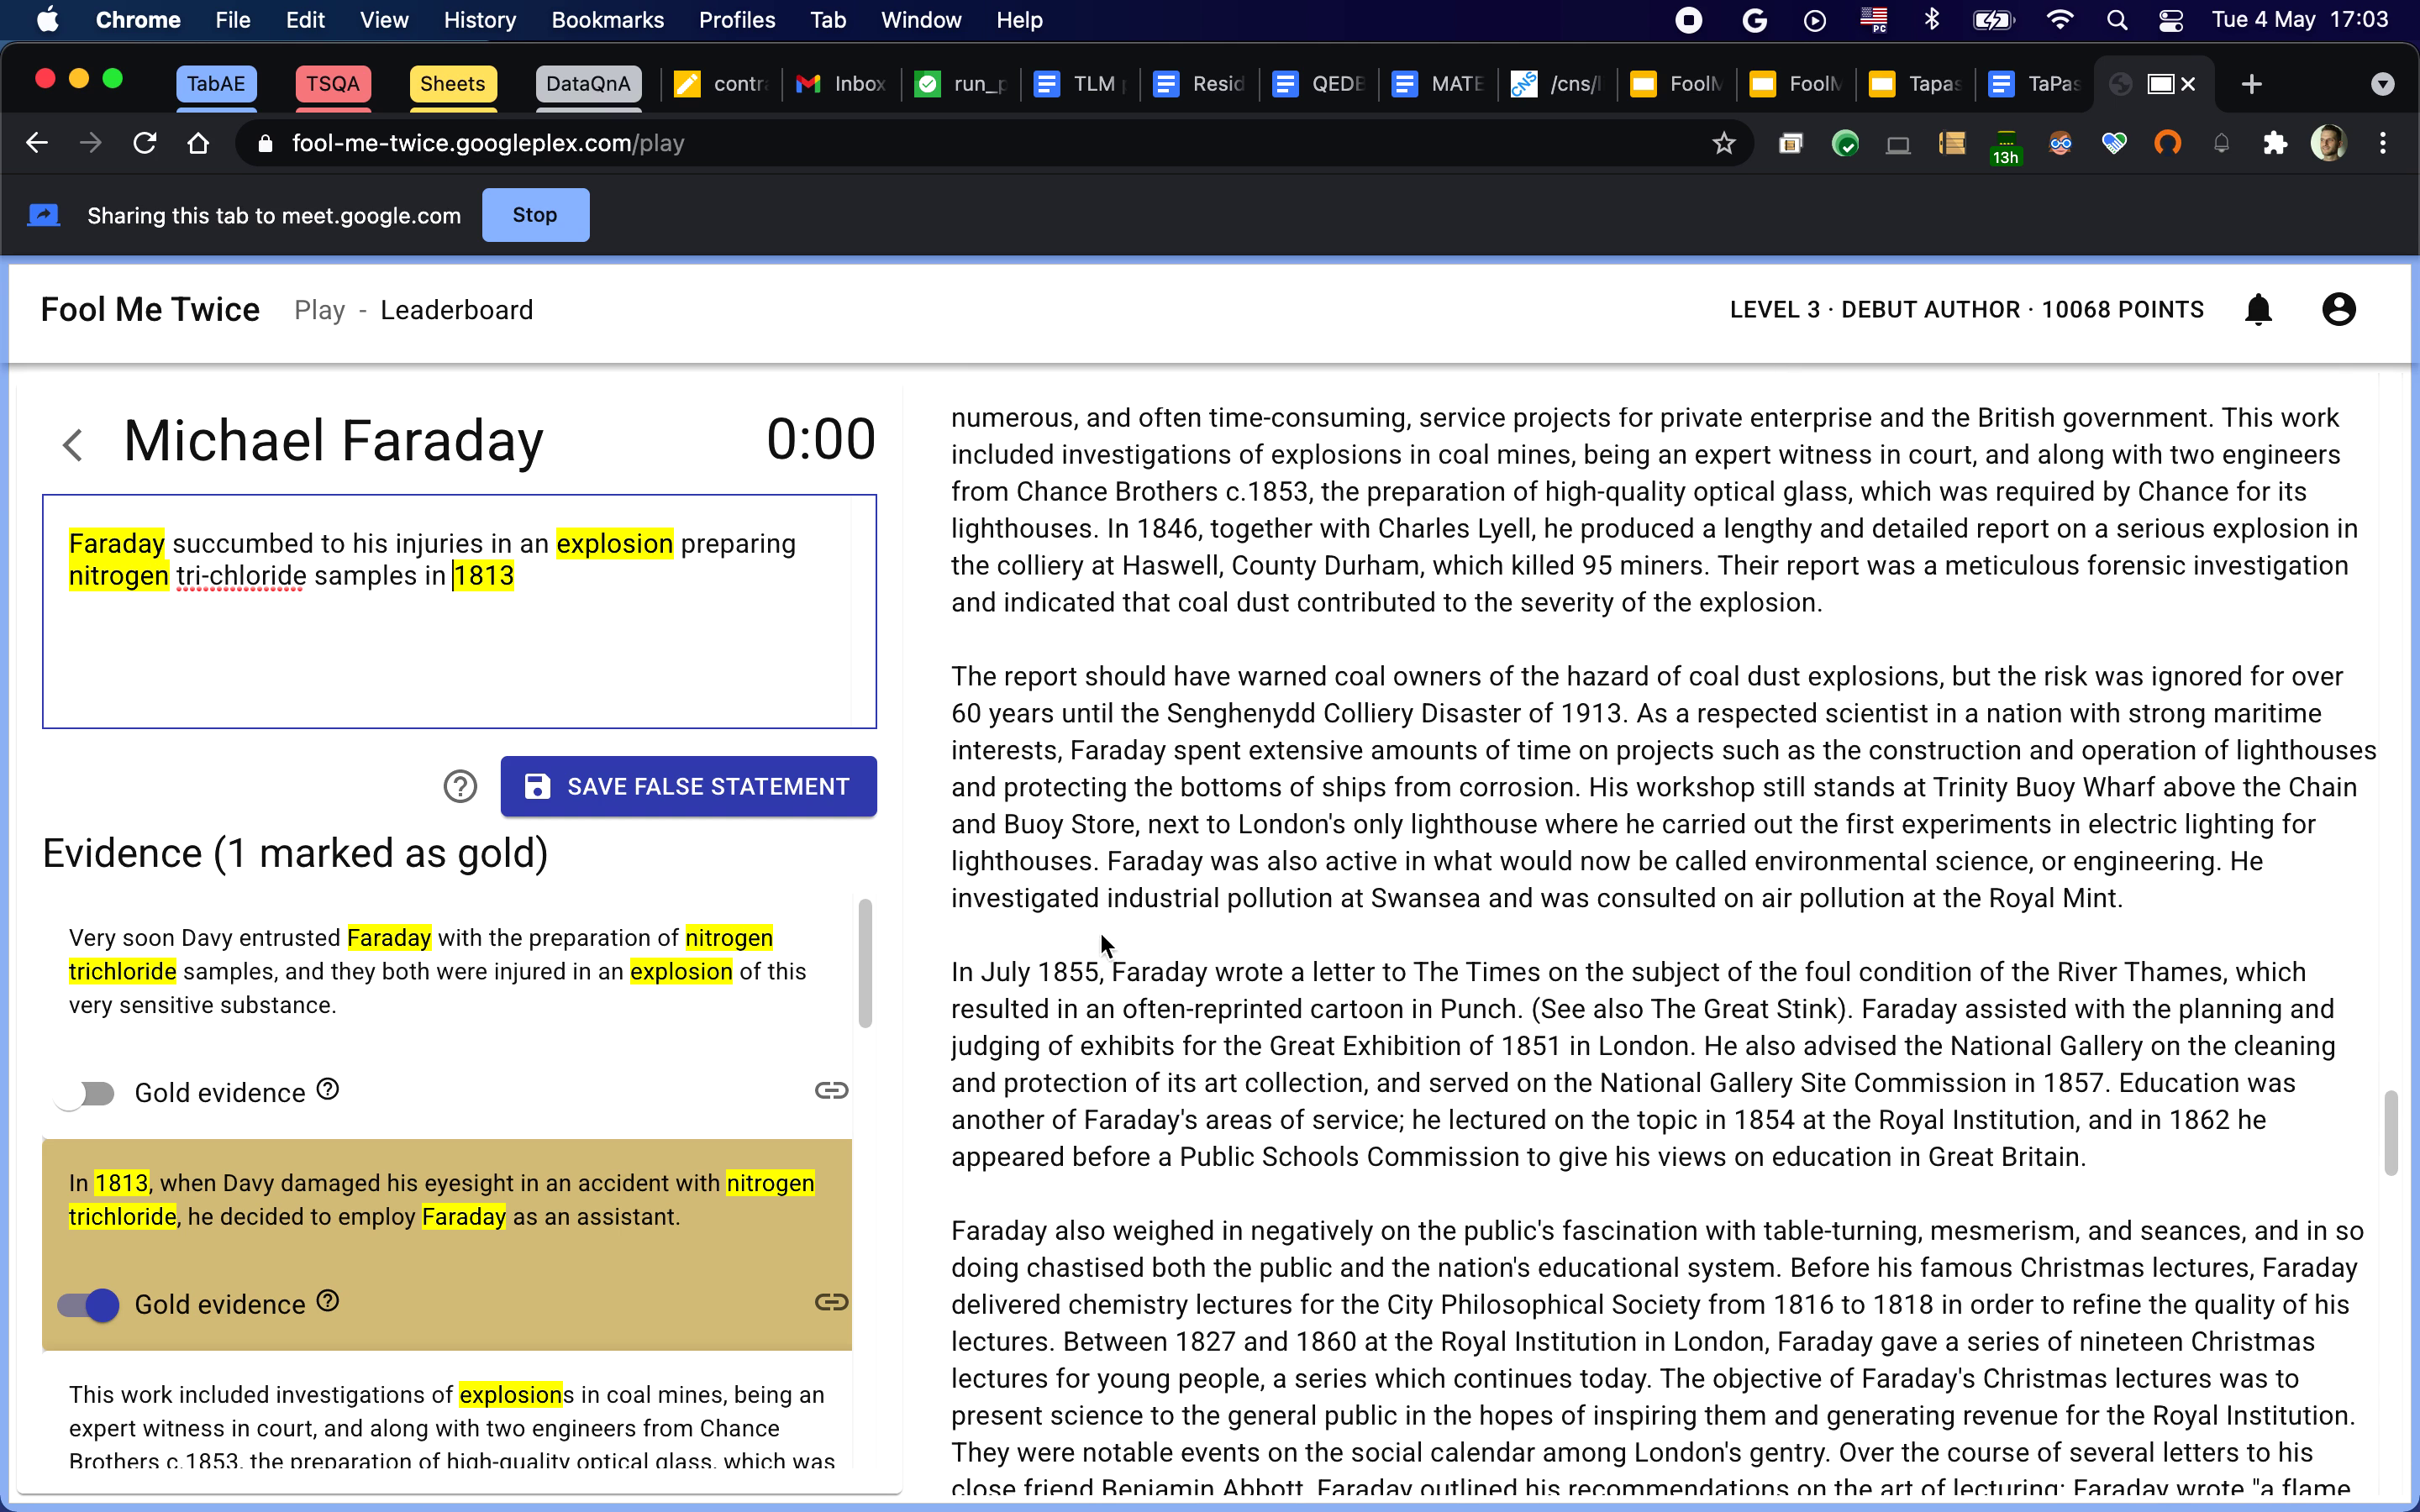 Chrome File Edit View History Bookmarks Profiles Tab Window Help Tue 4 May 17:03
TabAE TSQA Sheets DataQnA contr Inbox run_p TLM Resid QEDE MATE /cns/l FoolM FoolM Tapas TaPas
fool-me-twice.googleplex.com/play 13h
Sharing this tab to meet.google.com Stop
Fool Me Twice Play - Leaderboard LEVEL 3 · DEBUT AUTHOR · 10068 POINTS
Michael Faraday 0:00
Faraday succumbed to his injuries in an explosion preparing
nitrogen tri-chloride samples in 1813
SAVE FALSE STATEMENT
Evidence (1 marked as gold)
Very soon Davy entrusted Faraday with the preparation of nitrogen
trichloride samples, and they both were injured in an explosion of this
very sensitive substance.
Gold evidence
In 1813, when Davy damaged his eyesight in an accident with nitrogen
trichloride, he decided to employ Faraday as an assistant.
Gold evidence
This work included investigations of explosions in coal mines, being an
expert witness in court, and along with two engineers from Chance
Brothers c.1853, the preparation of high-quality optical glass, which was
numerous, and often time-consuming, service projects for private enterprise and the British government. This work
included investigations of explosions in coal mines, being an expert witness in court, and along with two engineers
from Chance Brothers c.1853, the preparation of high-quality optical glass, which was required by Chance for its
lighthouses. In 1846, together with Charles Lyell, he produced a lengthy and detailed report on a serious explosion in
the colliery at Haswell, County Durham, which killed 95 miners. Their report was a meticulous forensic investigation
and indicated that coal dust contributed to the severity of the explosion.
The report should have warned coal owners of the hazard of coal dust explosions, but the risk was ignored for over
60 years until the Senghenydd Colliery Disaster of 1913. As a respected scientist in a nation with strong maritime
interests, Faraday spent extensive amounts of time on projects such as the construction and operation of lighthouses
and protecting the bottoms of ships from corrosion. His workshop still stands at Trinity Buoy Wharf above the Chain
and Buoy Store, next to London's only lighthouse where he carried out the first experiments in electric lighting for
lighthouses. Faraday was also active in what would now be called environmental science, or engineering. He
investigated industrial pollution at Swansea and was consulted on air pollution at the Royal Mint.
In July 1855, Faraday wrote a letter to The Times on the subject of the foul condition of the River Thames, which
resulted in an often-reprinted cartoon in Punch. (See also The Great Stink). Faraday assisted with the planning and
judging of exhibits for the Great Exhibition of 1851 in London. He also advised the National Gallery on the cleaning
and protection of its art collection, and served on the National Gallery Site Commission in 1857. Education was
another of Faraday's areas of service; he lectured on the topic in 1854 at the Royal Institution, and in 1862 he
appeared before a Public Schools Commission to give his views on education in Great Britain.
Faraday also weighed in negatively on the public's fascination with table-turning, mesmerism, and seances, and in so
doing chastised both the public and the nation's educational system. Before his famous Christmas lectures, Faraday
delivered chemistry lectures for the City Philosophical Society from 1816 to 1818 in order to refine the quality of his
lectures. Between 1827 and 1860 at the Royal Institution in London, Faraday gave a series of nineteen Christmas
lectures for young people, a series which continues today. The objective of Faraday's Christmas lectures was to
present science to the general public in the hopes of inspiring them and generating revenue for the Royal Institution.
They were notable events on the social calendar among London's gentry. Over the course of several letters to his
close friend Benjamin Abbott, Faraday outlined his recommendations on the art of lecturing: Faraday wrote "a flame